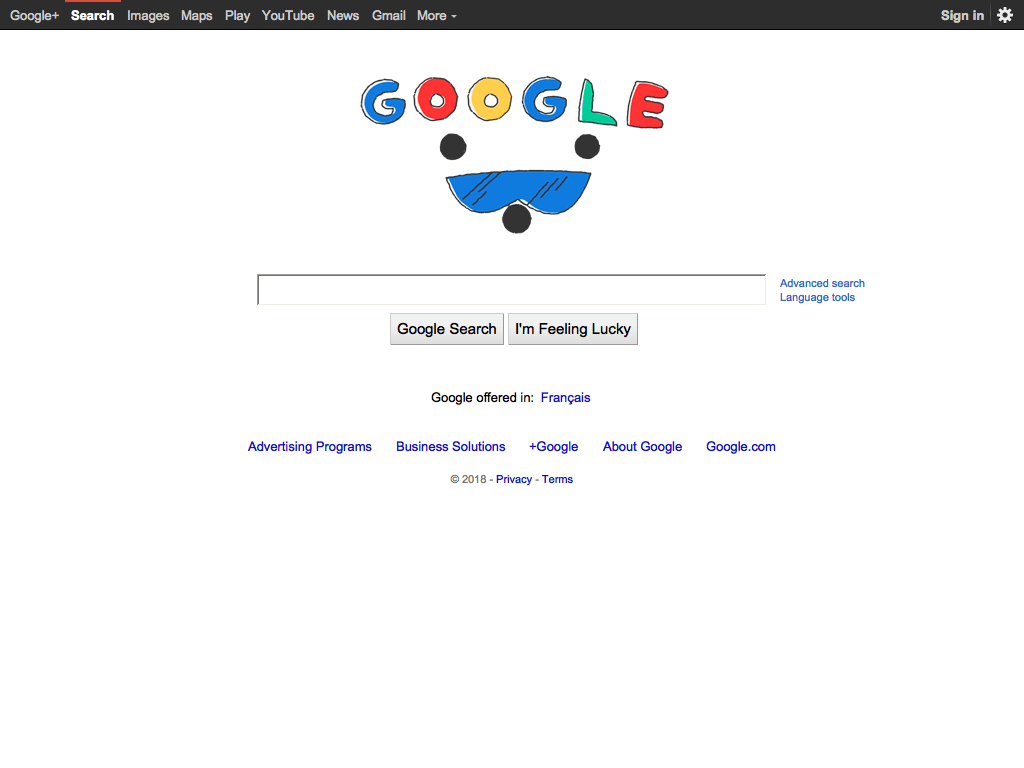 Google+ Search Images Maps Play YouTube News Gmail More Sign in
GOOGLE
Advanced search
Language tools
Google Search I'm Feeling Lucky
Google offered in: Français
Advertising Programs Business Solutions +Google About Google Google.com
© 2018 - Privacy - Terms